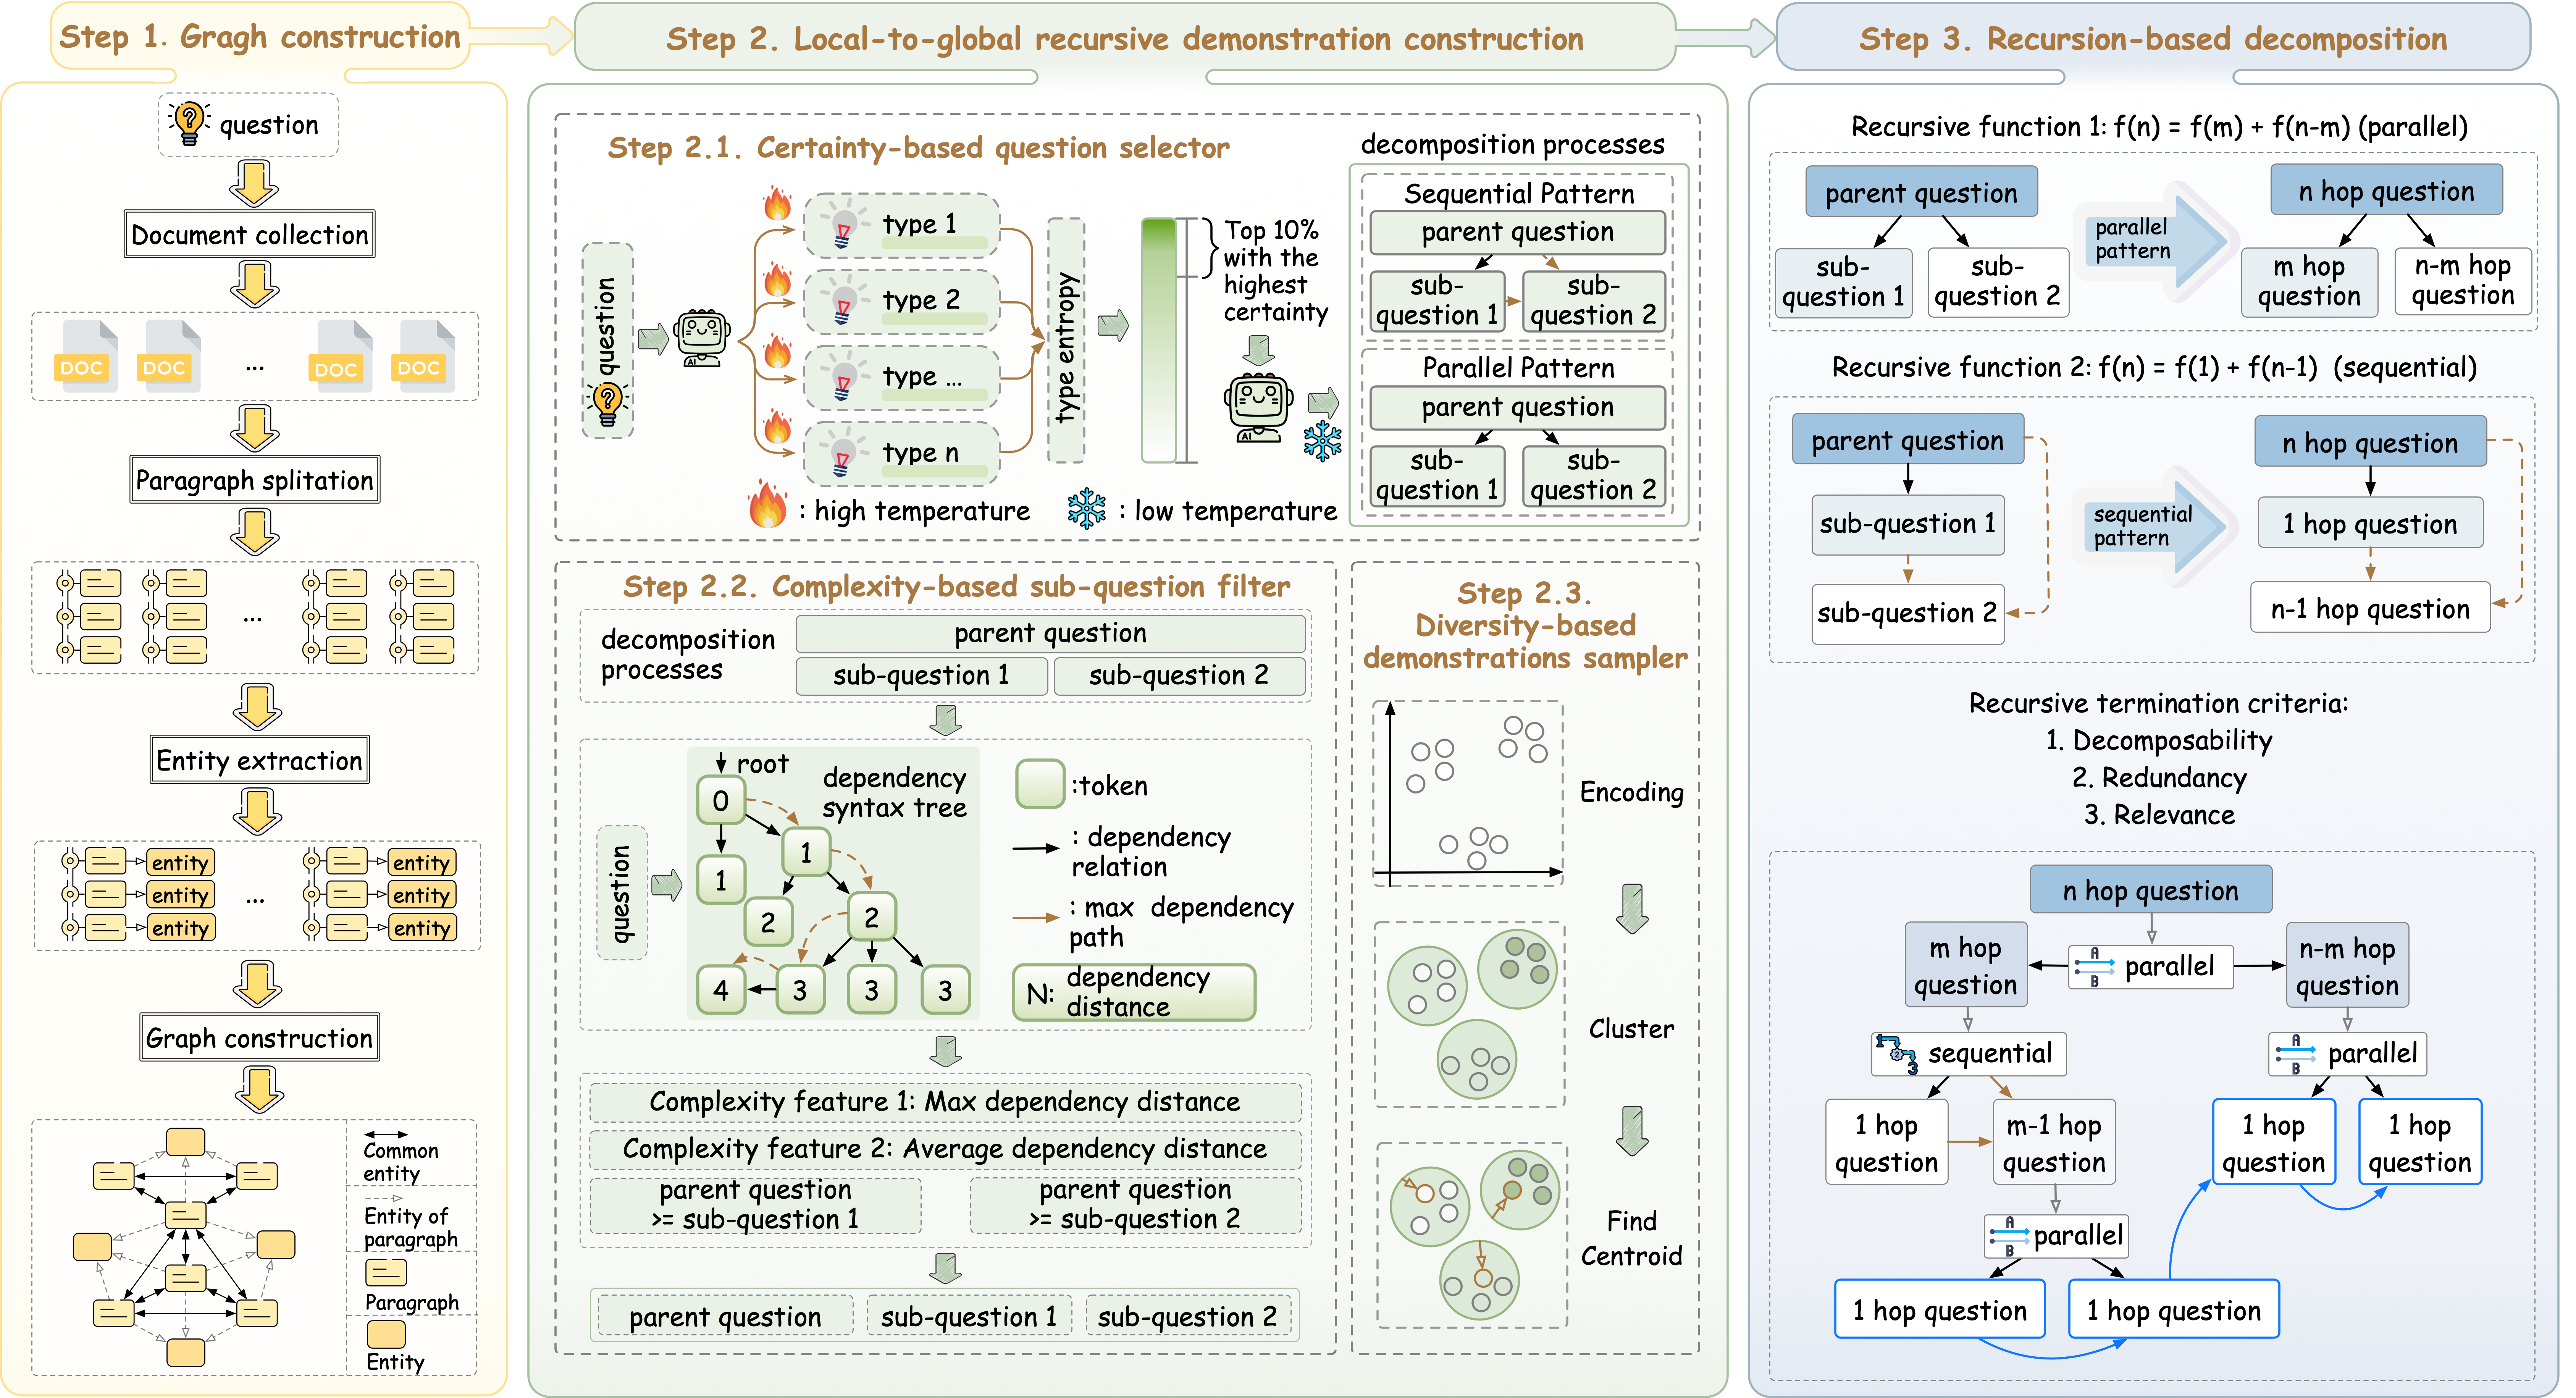 Step 1. Gragh construction
question
Document collection
DOC
DOC
...
DOC
DOC
Paragraph splitation
...
Entity extraction
entity
entity
entity
...
entity
entity
entity
Graph construction
Common
entity
Entity of
paragraph
Paragraph
Entity
Step 2. Local-to-global recursive demonstration construction
Step 2.1. Certainty-based question selector
question
AI
type 1
type 2
type ...
type n
type entropy
Top 10%
with the
highest
certainty
AI
: high temperature
: low temperature
decomposition processes
Sequential Pattern
parent question
sub-
question 1
sub-
question 2
Parallel Pattern
parent question
sub-
question 1
sub-
question 2
Step 2.2. Complexity-based sub-question filter
decomposition
processes
parent question
sub-question 1
sub-question 2
question
root
dependency
syntax tree
0
1
1
2
2
4
3
3
3
:token
: dependency
relation
: max dependency
path
N: dependency
distance
Complexity feature 1: Max dependency distance
Complexity feature 2: Average dependency distance
parent question
>= sub-question 1
parent question
>= sub-question 2
parent question
sub-question 1
sub-question 2
Step 2.3.
Diversity-based
demonstrations sampler
Encoding
Cluster
Find
Centroid
Step 3. Recursion-based decomposition
Recursive function 1: f(n) = f(m) + f(n-m) (parallel)
parent question
sub-
question 1
sub-
question 2
parallel
pattern
n hop question
m hop
question
n-m hop
question
Recursive function 2: f(n) = f(1) + f(n-1) (sequential)
parent question
sub-question 1
sub-question 2
sequential
pattern
n hop question
1 hop question
n-1 hop question
Recursive termination criteria:
1. Decomposability
2. Redundancy
3. Relevance
n hop question
m hop
question
A
B
parallel
n-m hop
question
1
2
3
sequential
A
B
parallel
1 hop
question
m-1 hop
question
1 hop
question
1 hop
question
A
B
parallel
1 hop question
1 hop question